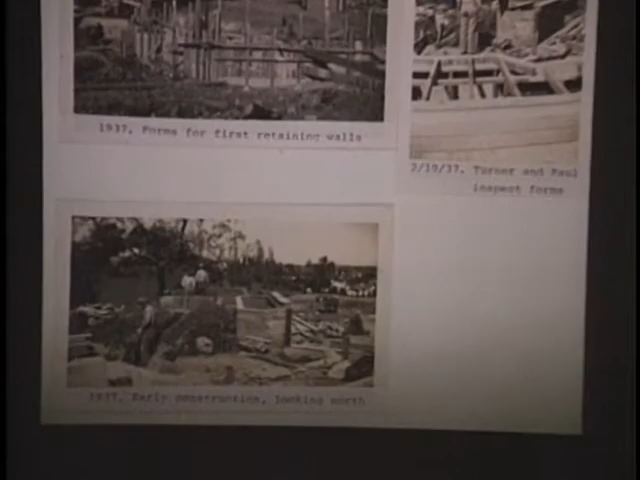 1937. Forms for first retaining walls
2/19/37. Turner and Paul
inspect forms
1937. Early construction, looking north